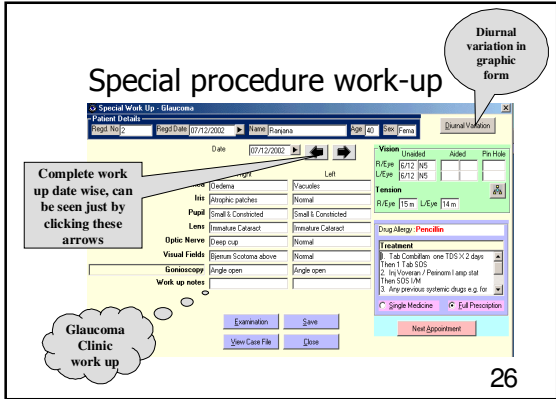 Diurnal
variation in
graphic
form
Special procedure work-up
Special Work Up - Glaucoma
Patient Details
Regd. No 2 Regd Date 07/12/2002 Name Ranjana Age 40 Sex Fema
Diurnal Variation
Date 07/12/2002
Right Left
Oedema Vacuoles
Iris Atrophic patches Normal
Pupil Small & Constricted Small & Constricted
Lens Immature Cataract Immature Cataract
Optic Nerve Deep cup Normal
Visual Fields Bjerrum Scotoma above Normal
Gonioscopy Angle open Angle open
Work up notes
Complete work
up date wise, can
be seen just by
clicking these
arrows
Vision Unaided Aided Pin Hole
R/Eye 6/12 N5
L/Eye 6/12 N5
Tension
R/Eye 15 m L/Eye 14 m
Drug Allergy : Pencillin
Treatment
1. Tab Combiflam one TDS X 2 days
Then 1 Tab SOS
2. Inj Voveran / Perinorm I amp stat
Then SOS I/M
3. Any previous systemic drugs e.g. for
Single Medicine Full Prescription
Examination Save
View Case File Close
Next Appointment
Glaucoma
Clinic
work up
26